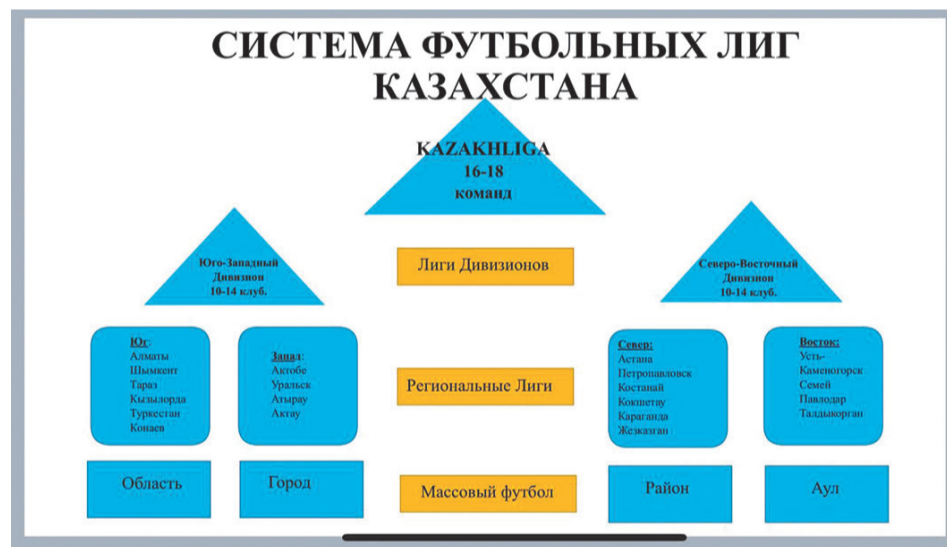 СИСТЕМА ФУТБОЛЬНЫХ ЛИГ
КАЗАХСТАНА
KAZAKHLIGA
16-18
команд
Юго-Западный
Дивизион
10-14 клуб.
Лиги Дивизионов
Северо-Восточный
Дивизион
10-14 клуб.
Юг:
Алматы
Шымкент
Тараз
Кызылорда
Туркестан
Конаев
Запад:
Актобе
Уральск
Атырау
Актау
Региональные Лиги
Север:
Астана
Петропавловск
Костанай
Кокшетау
Караганда
Жезказган
Восток:
Усть-
Каменогорск
Семей
Павлодар
Талдыкорган
Область
Город
Массовый футбол
Район
Аул